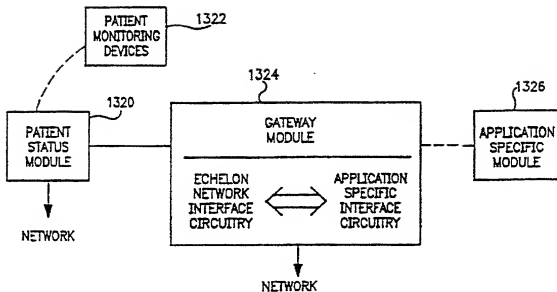 PATIENT
MONITORING
DEVICES
1322
1320
PATIENT
STATUS
MODULE
NETWORK
1324
GATEWAY
MODULE
ECHELON
NETWORK
INTERFACE
CIRCUITRY
APPLICATION
SPECIFIC
INTERFACE
CIRCUITRY
NETWORK
1326
APPLICATION
SPECIFIC
MODULE